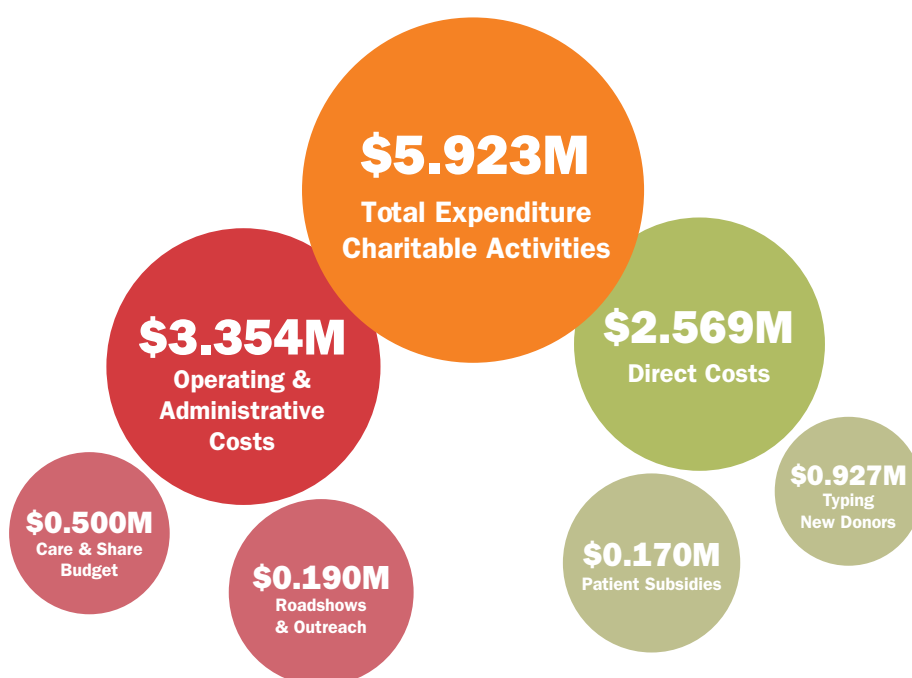 $5.923M
Total Expenditure
Charitable Activities
$3.354M
Operating &
Administrative
Costs
$2.569M
Direct Costs
$0.500M
Care & Share
Budget
$0.190M
Roadshows
& Outreach
$0.170M
Patient Subsidies
$0.927M
Typing
New Donors